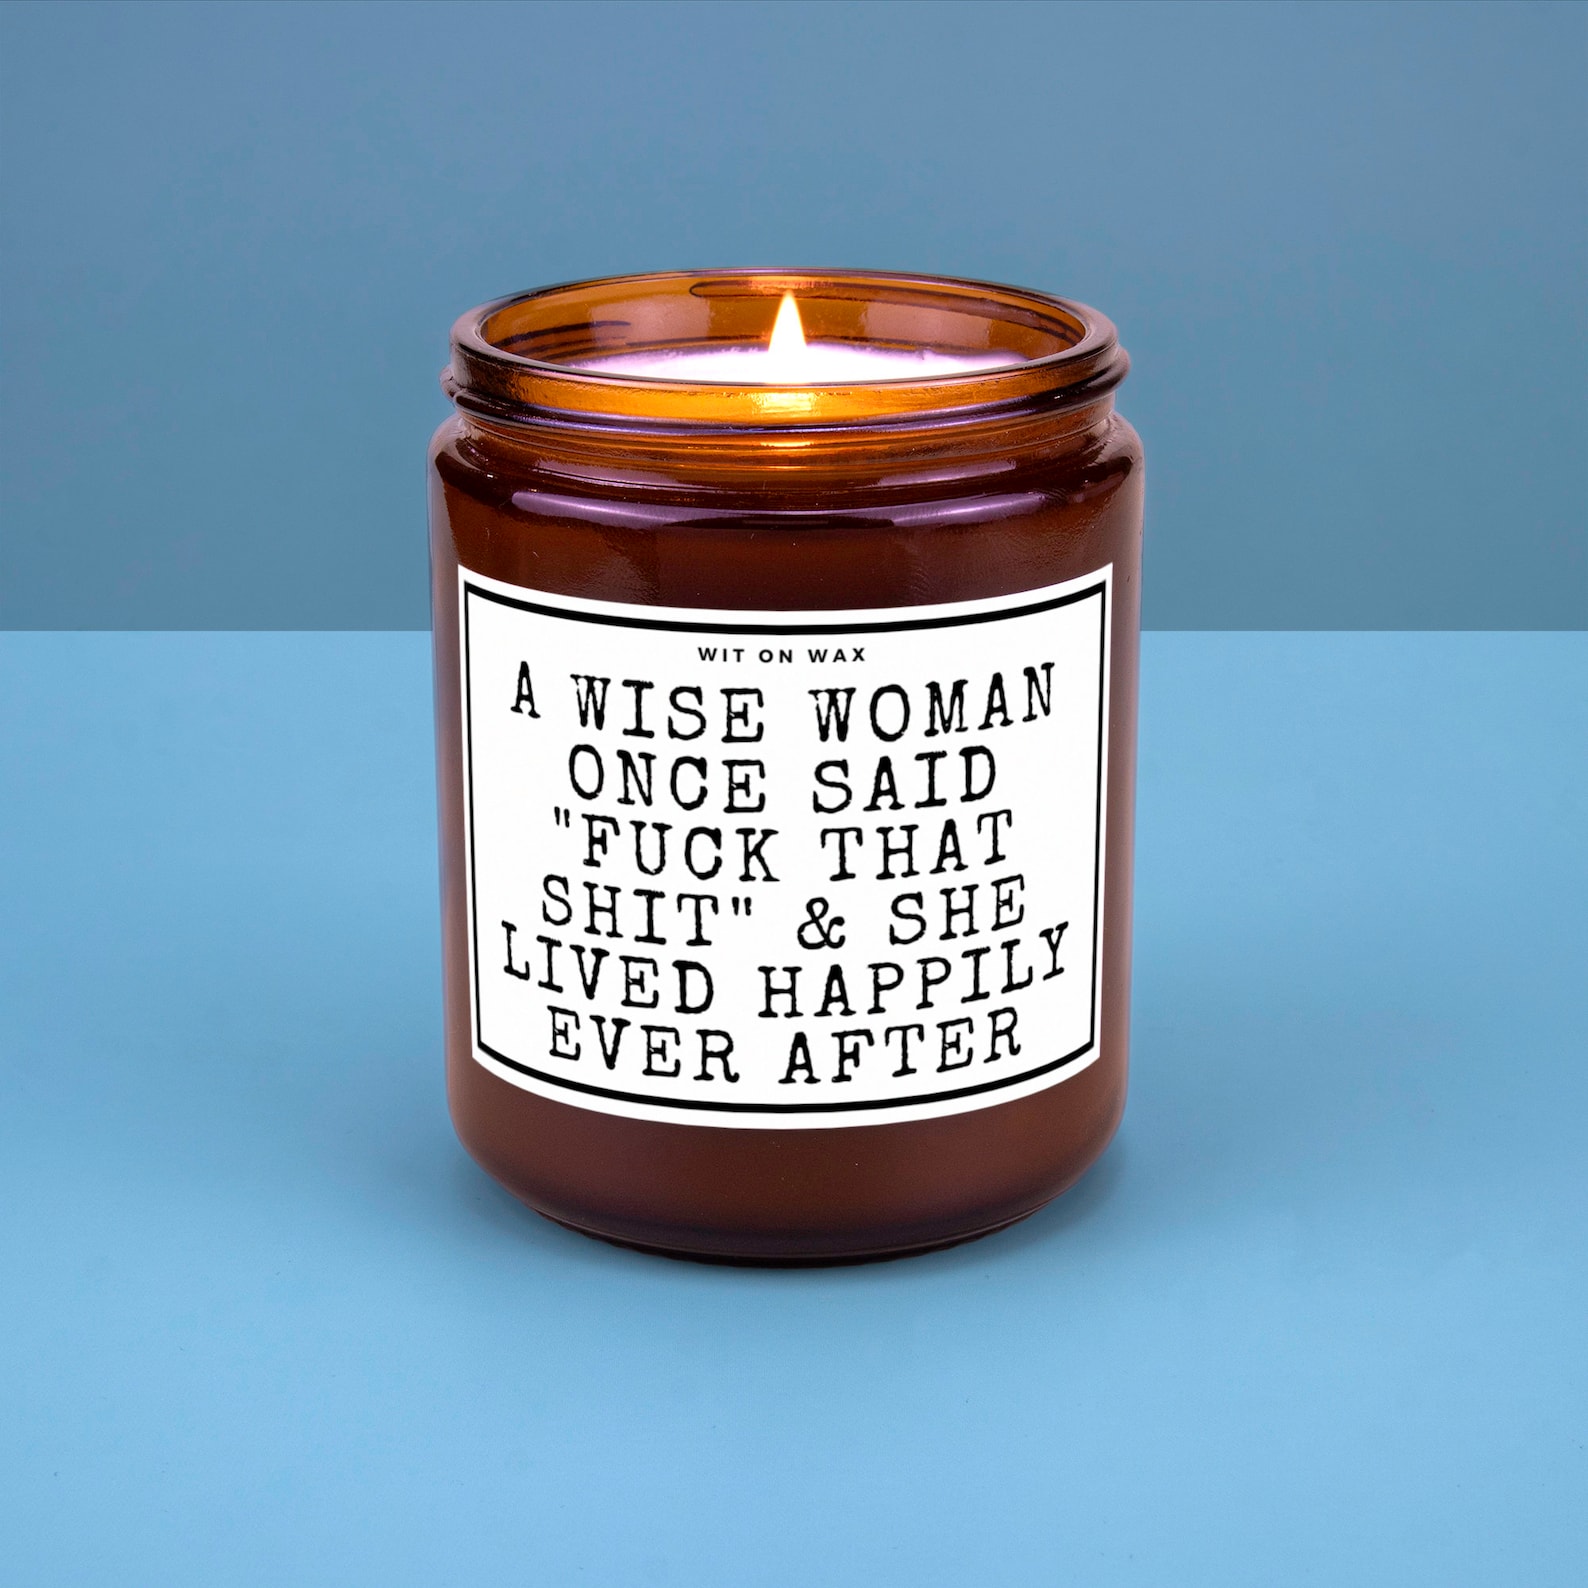 WIT ON WAX
A WISE WOMAN
ONCE SAID
"FUCK THAT
SHIT" & SHE
LIVED HAPPILY
EVER AFTER